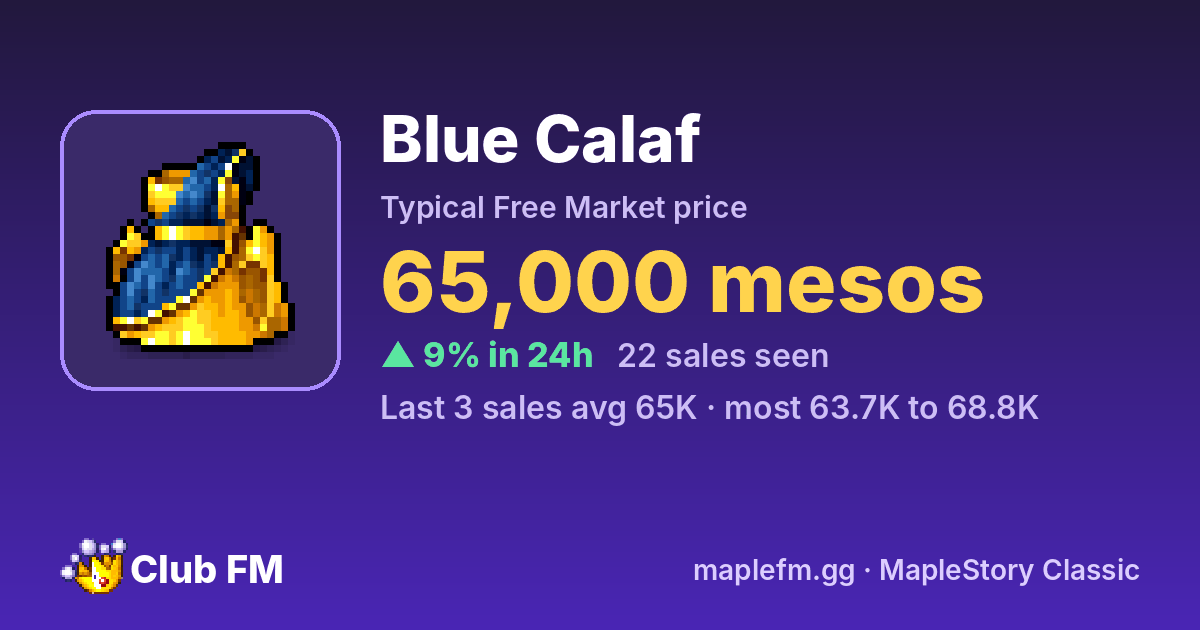 Blue Calaf
Typical Free Market price
65,000 mesos
▲ 9% in 24h 22 sales seen
Last 3 sales avg 65K · most 63.7K to 68.8K
Club FM
maplefm.gg · MapleStory Classic